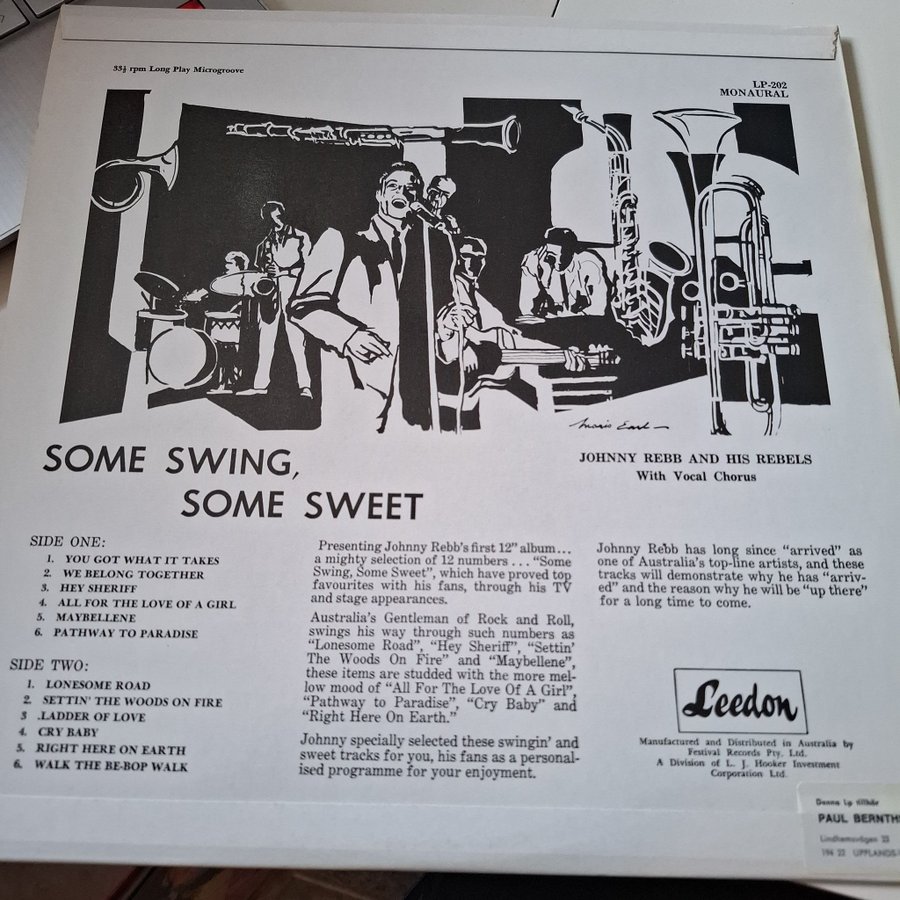 33⅓ rpm Long Play Microgroove
LP-202
MONAURAL
SOME SWING,
SOME SWEET
JOHNNY REBB AND HIS REBELS
With Vocal Chorus
SIDE ONE:
1. YOU GOT WHAT IT TAKES
2. WE BELONG TOGETHER
3. HEY SHERIFF
4. ALL FOR THE LOVE OF A GIRL
5. MAYBELLENE
6. PATHWAY TO PARADISE
SIDE TWO:
1. LONESOME ROAD
2. SETTIN' THE WOODS ON FIRE
3 .LADDER OF LOVE
4. CRY BABY
5. RIGHT HERE ON EARTH
6. WALK THE BE-BOP WALK
Presenting Johnny Rebb's first 12" album...
a mighty selection of 12 numbers . . . "Some
Swing, Some Sweet", which have proved top
favourites with his fans, through his TV
and stage appearances.
Australia's Gentleman of Rock and Roll,
swings his way through such numbers as
"Lonesome Road", "Hey Sheriff", "Settin'
The Woods On Fire" and "Maybellene",
these items are studded with the more mel-
low mood of "All For The Love Of A Girl",
"Pathway to Paradise", "Cry Baby" and
"Right Here On Earth."
Johnny specially selected these swingin' and
sweet tracks for you, his fans as a personal-
ised programme for your enjoyment.
Johnny Rebb has long since "arrived" as
one of Australia's top-line artists, and these
tracks will demonstrate why he has "arriv-
ed" and the reason why he will be "up there"
for a long time to come.
Leedon
Manufactured and Distributed in Australia by
Festival Records Pty. Ltd.
A Division of L. J. Hooker Investment
Corporation Ltd.
Denna Lp tillhör
PAUL BERNTH
194 22 UPPLANDS-